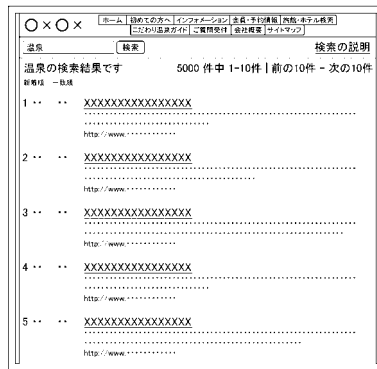 ○×○×
ホーム 初めての方へ インフォメーション 会員・予約情報 旅館・ホテル検索
こだわり温泉ガイド ご質問受付 会社概要 サイトマップ
温泉 検索 検索の説明
温泉の検索結果です 5000 件中 1-10件 | 前の10件 - 次の10件
新着順 一致順
1 ・・ ・・ XXXXXXXXXXXXXXXX
http://www.・・・・・・・・・・・・
2 ・・ ・・ XXXXXXXXXXXXXXXX
http://www.・・・・・・・・・・・・
3 ・・ ・・ XXXXXXXXXXXXXXXX
http://www.・・・・・・・・・・・・
4 ・・ ・・ XXXXXXXXXXXXXXXX
http://www.・・・・・・・・・・・・
5 ・・ ・・ XXXXXXXXXXXXXXXX
http://www.・・・・・・・・・・・・